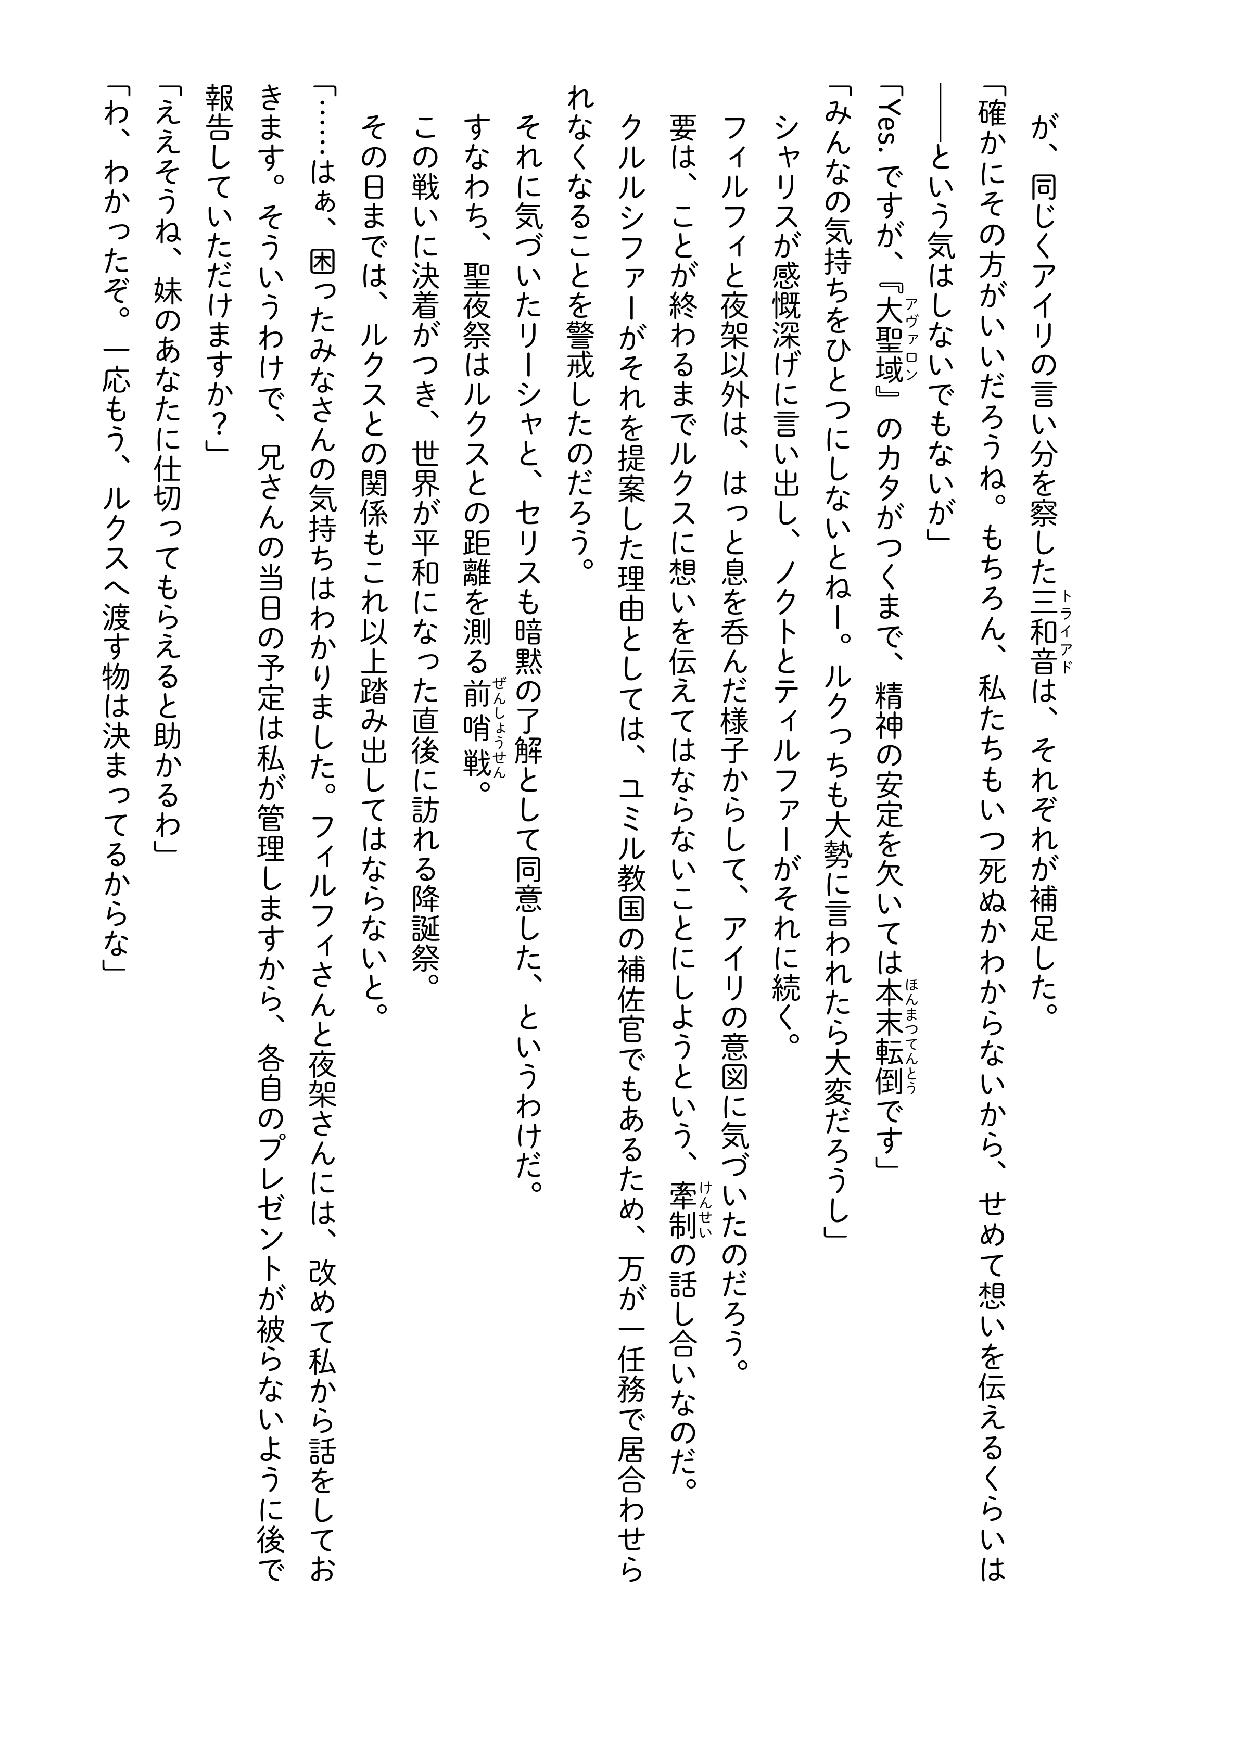 が、同じくアイリの言い分を察した三和音は、それぞれが補足した。
トライアド
「確かにその方がいいだろうね。もちろん、私たちもいつ死ぬかわからないから、せめて想いを伝えるくらいは
――という気はしないでもないが」
「Yes. ですが、『大聖域』のカタがつくまで、精神の安定を欠いては本末転倒です」
アヴァロン
ほんまつてんとう
「みんなの気持ちをひとつにしないとねー。ルクっちも大勢に言われたら大変だろうし」
シャリスが感慨深げに言い出し、ノクトとティルファーがそれに続く。
フィルフィと夜架以外は、はっと息を呑んだ様子からして、アイリの意図に気づいたのだろう。
要は、ことが終わるまでルクスに想いを伝えてはならないことにしようという、牽制の話し合いなのだ。
けんせい
クルルシファーがそれを提案した理由としては、ユミル教国の補佐官でもあるため、万が一任務で居合わせら
れなくなることを警戒したのだろう。
それに気づいたリーシャと、セリスも暗黙の了解として同意した、というわけだ。
すなわち、聖夜祭はルクスとの距離を測る前哨戦。
ぜんしょうせん
この戦いに決着がつき、世界が平和になった直後に訪れる降誕祭。
その日までは、ルクスとの関係もこれ以上踏み出してはならないと。
「……はぁ、困ったみなさんの気持ちはわかりました。フィルフィさんと夜架さんには、改めて私から話をしてお
きます。そういうわけで、兄さんの当日の予定は私が管理しますから、各自のプレゼントが被らないように後で
報告していただけますか？」
「ええそうね、妹のあなたに仕切ってもらえると助かるわ」
「わ、わかったぞ。一応もう、ルクスへ渡す物は決まってるからな」